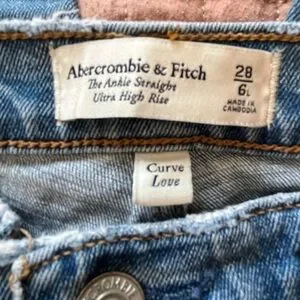 Abercrombie & Fitch
The Ankle Straight
Ultra High Rise
28
6L
MADE IN
CAMBODIA
Curve
Love